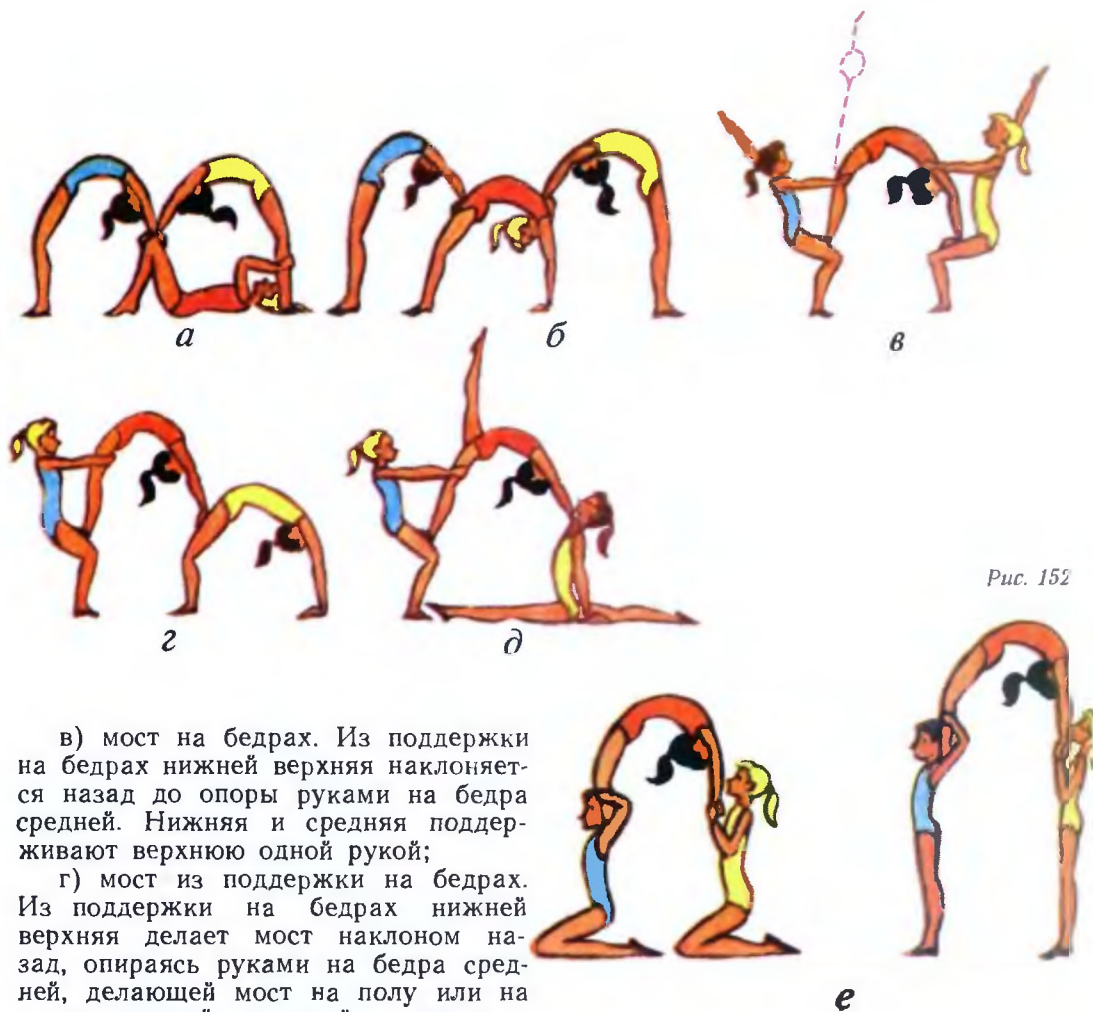 а
б
в
г
д
Рис. 152
в) мост на бедрах. Из поддержки
на бедрах нижней верхняя наклоняет-
ся назад до опоры руками на бедра
средней. Нижняя и средняя поддер-
живают верхнюю одной рукой;
г) мост из поддержки на бедрах.
Из поддержки на бедрах нижней
верхняя делает мост наклоном на-
зад, опираясь руками на бедра сред-
ней, делающей мост на полу или на
е